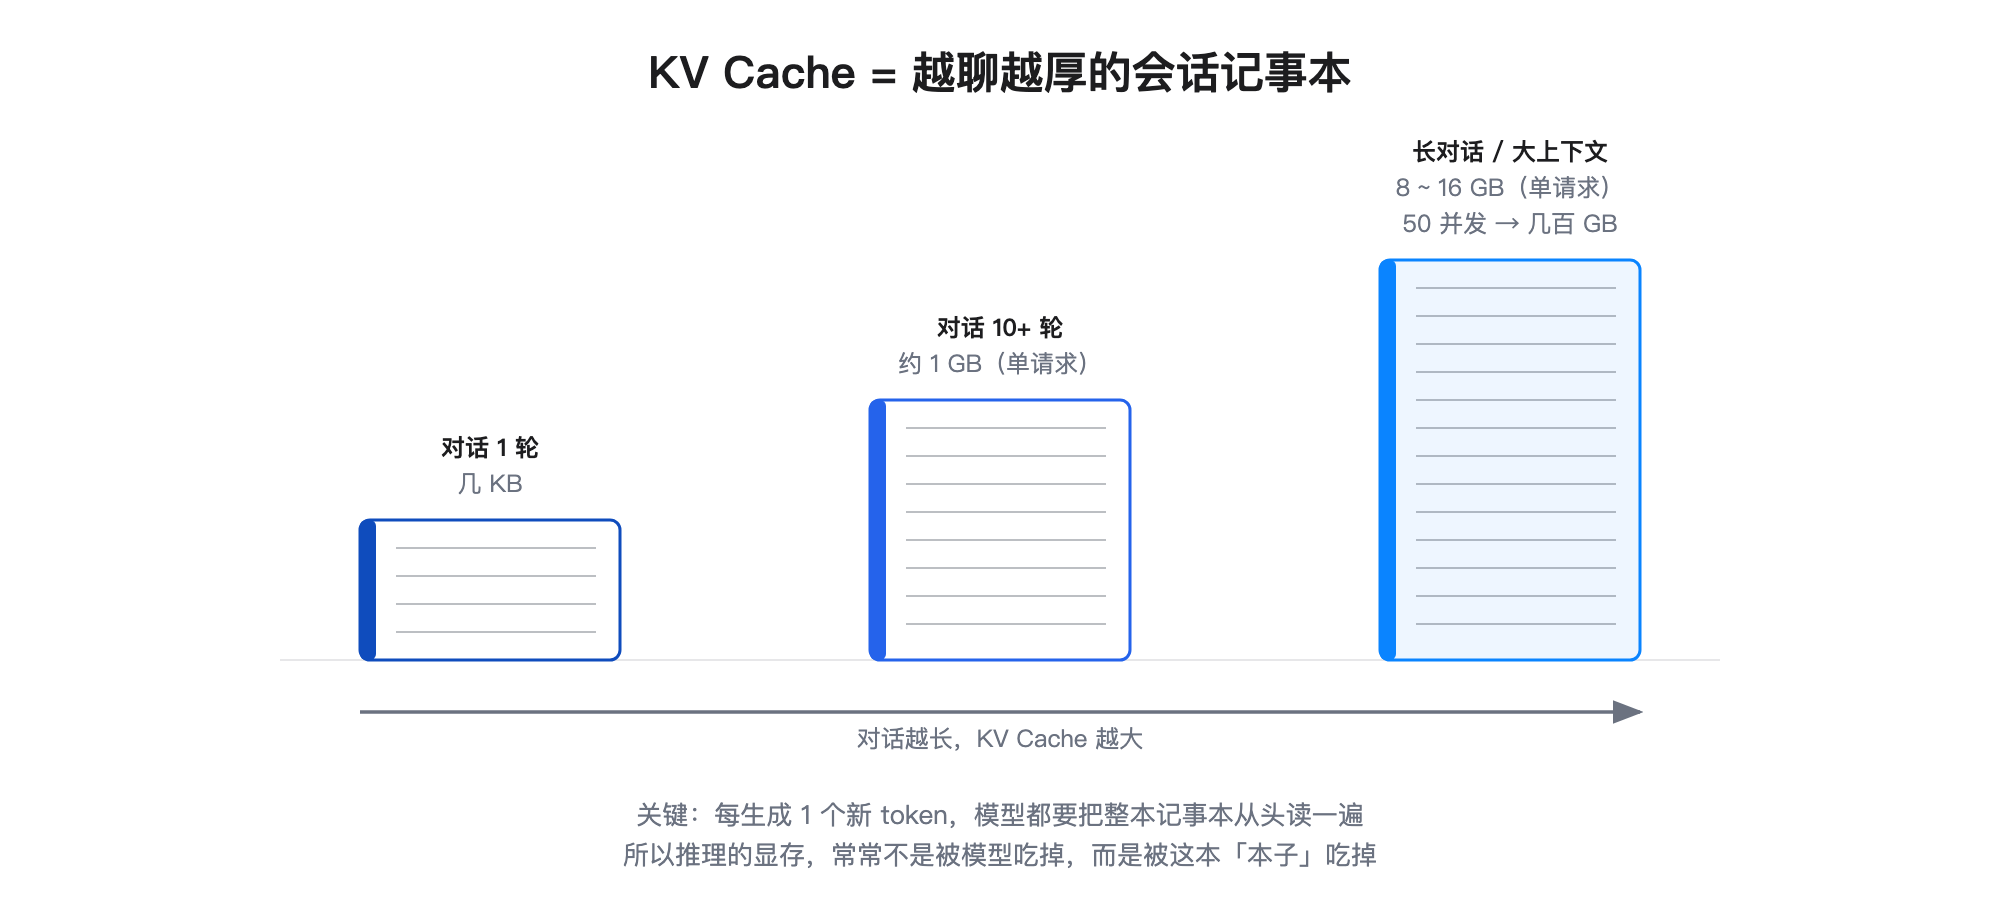 KV Cache = 越聊越厚的会话记事本
长对话 / 大上下文
8 ~ 16 GB（单请求）
50 并发 → 几百 GB
对话 10+ 轮
约 1 GB（单请求）
对话 1 轮
几 KB
对话越长，KV Cache 越大
关键：每生成 1 个新 token，模型都要把整本记事本从头读一遍
所以推理的显存，常常不是被模型吃掉，而是被这本「本子」吃掉